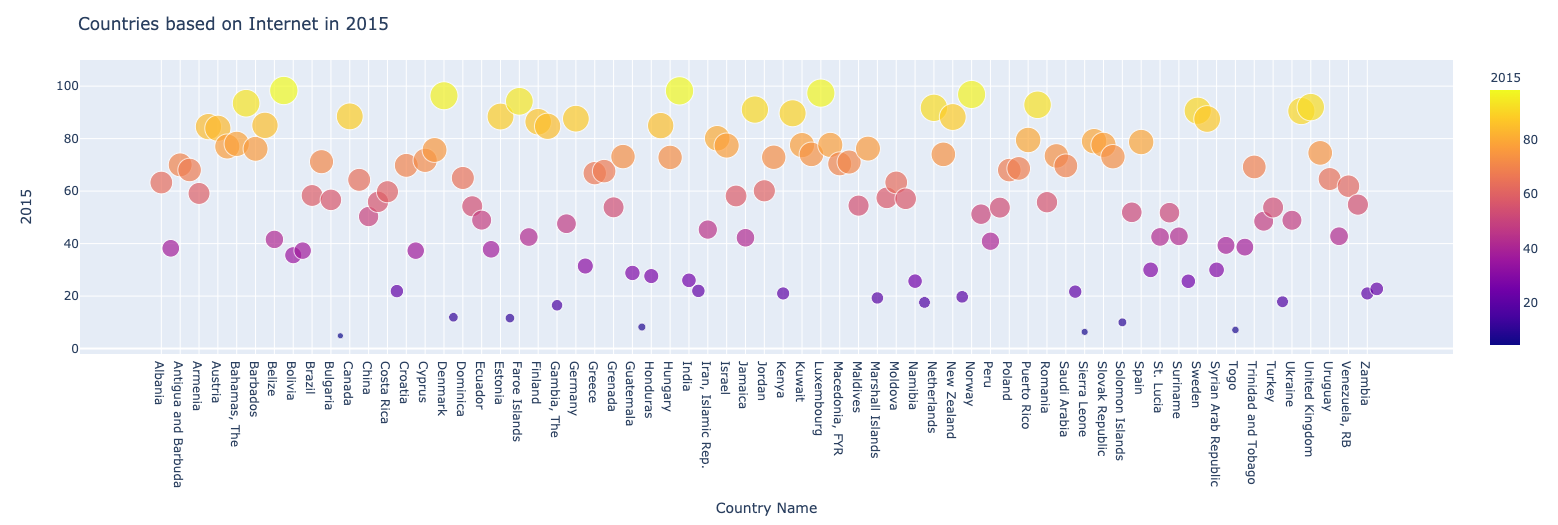 Countries based on Internet in 2015
2015
100
80
60
40
20
0
Albania
Antigua and Barbuda
Armenia
Austria
Bahamas, The
Barbados
Belize
Bolivia
Brazil
Bulgaria
Canada
China
Costa Rica
Croatia
Cyprus
Denmark
Dominica
Ecuador
Estonia
Faroe Islands
Finland
Gambia, The
Germany
Greece
Grenada
Guatemala
Honduras
Hungary
India
Iran, Islamic Rep.
Israel
Jamaica
Jordan
Kenya
Kuwait
Luxembourg
Macedonia, FYR
Maldives
Marshall Islands
Moldova
Namibia
Netherlands
New Zealand
Norway
Peru
Poland
Puerto Rico
Romania
Saudi Arabia
Sierra Leone
Slovak Republic
Solomon Islands
Spain
St. Lucia
Suriname
Sweden
Syrian Arab Republic
Togo
Trinidad and Tobago
Turkey
Ukraine
United Kingdom
Uruguay
Venezuela, RB
Zambia
Country Name
2015
80
60
40
20